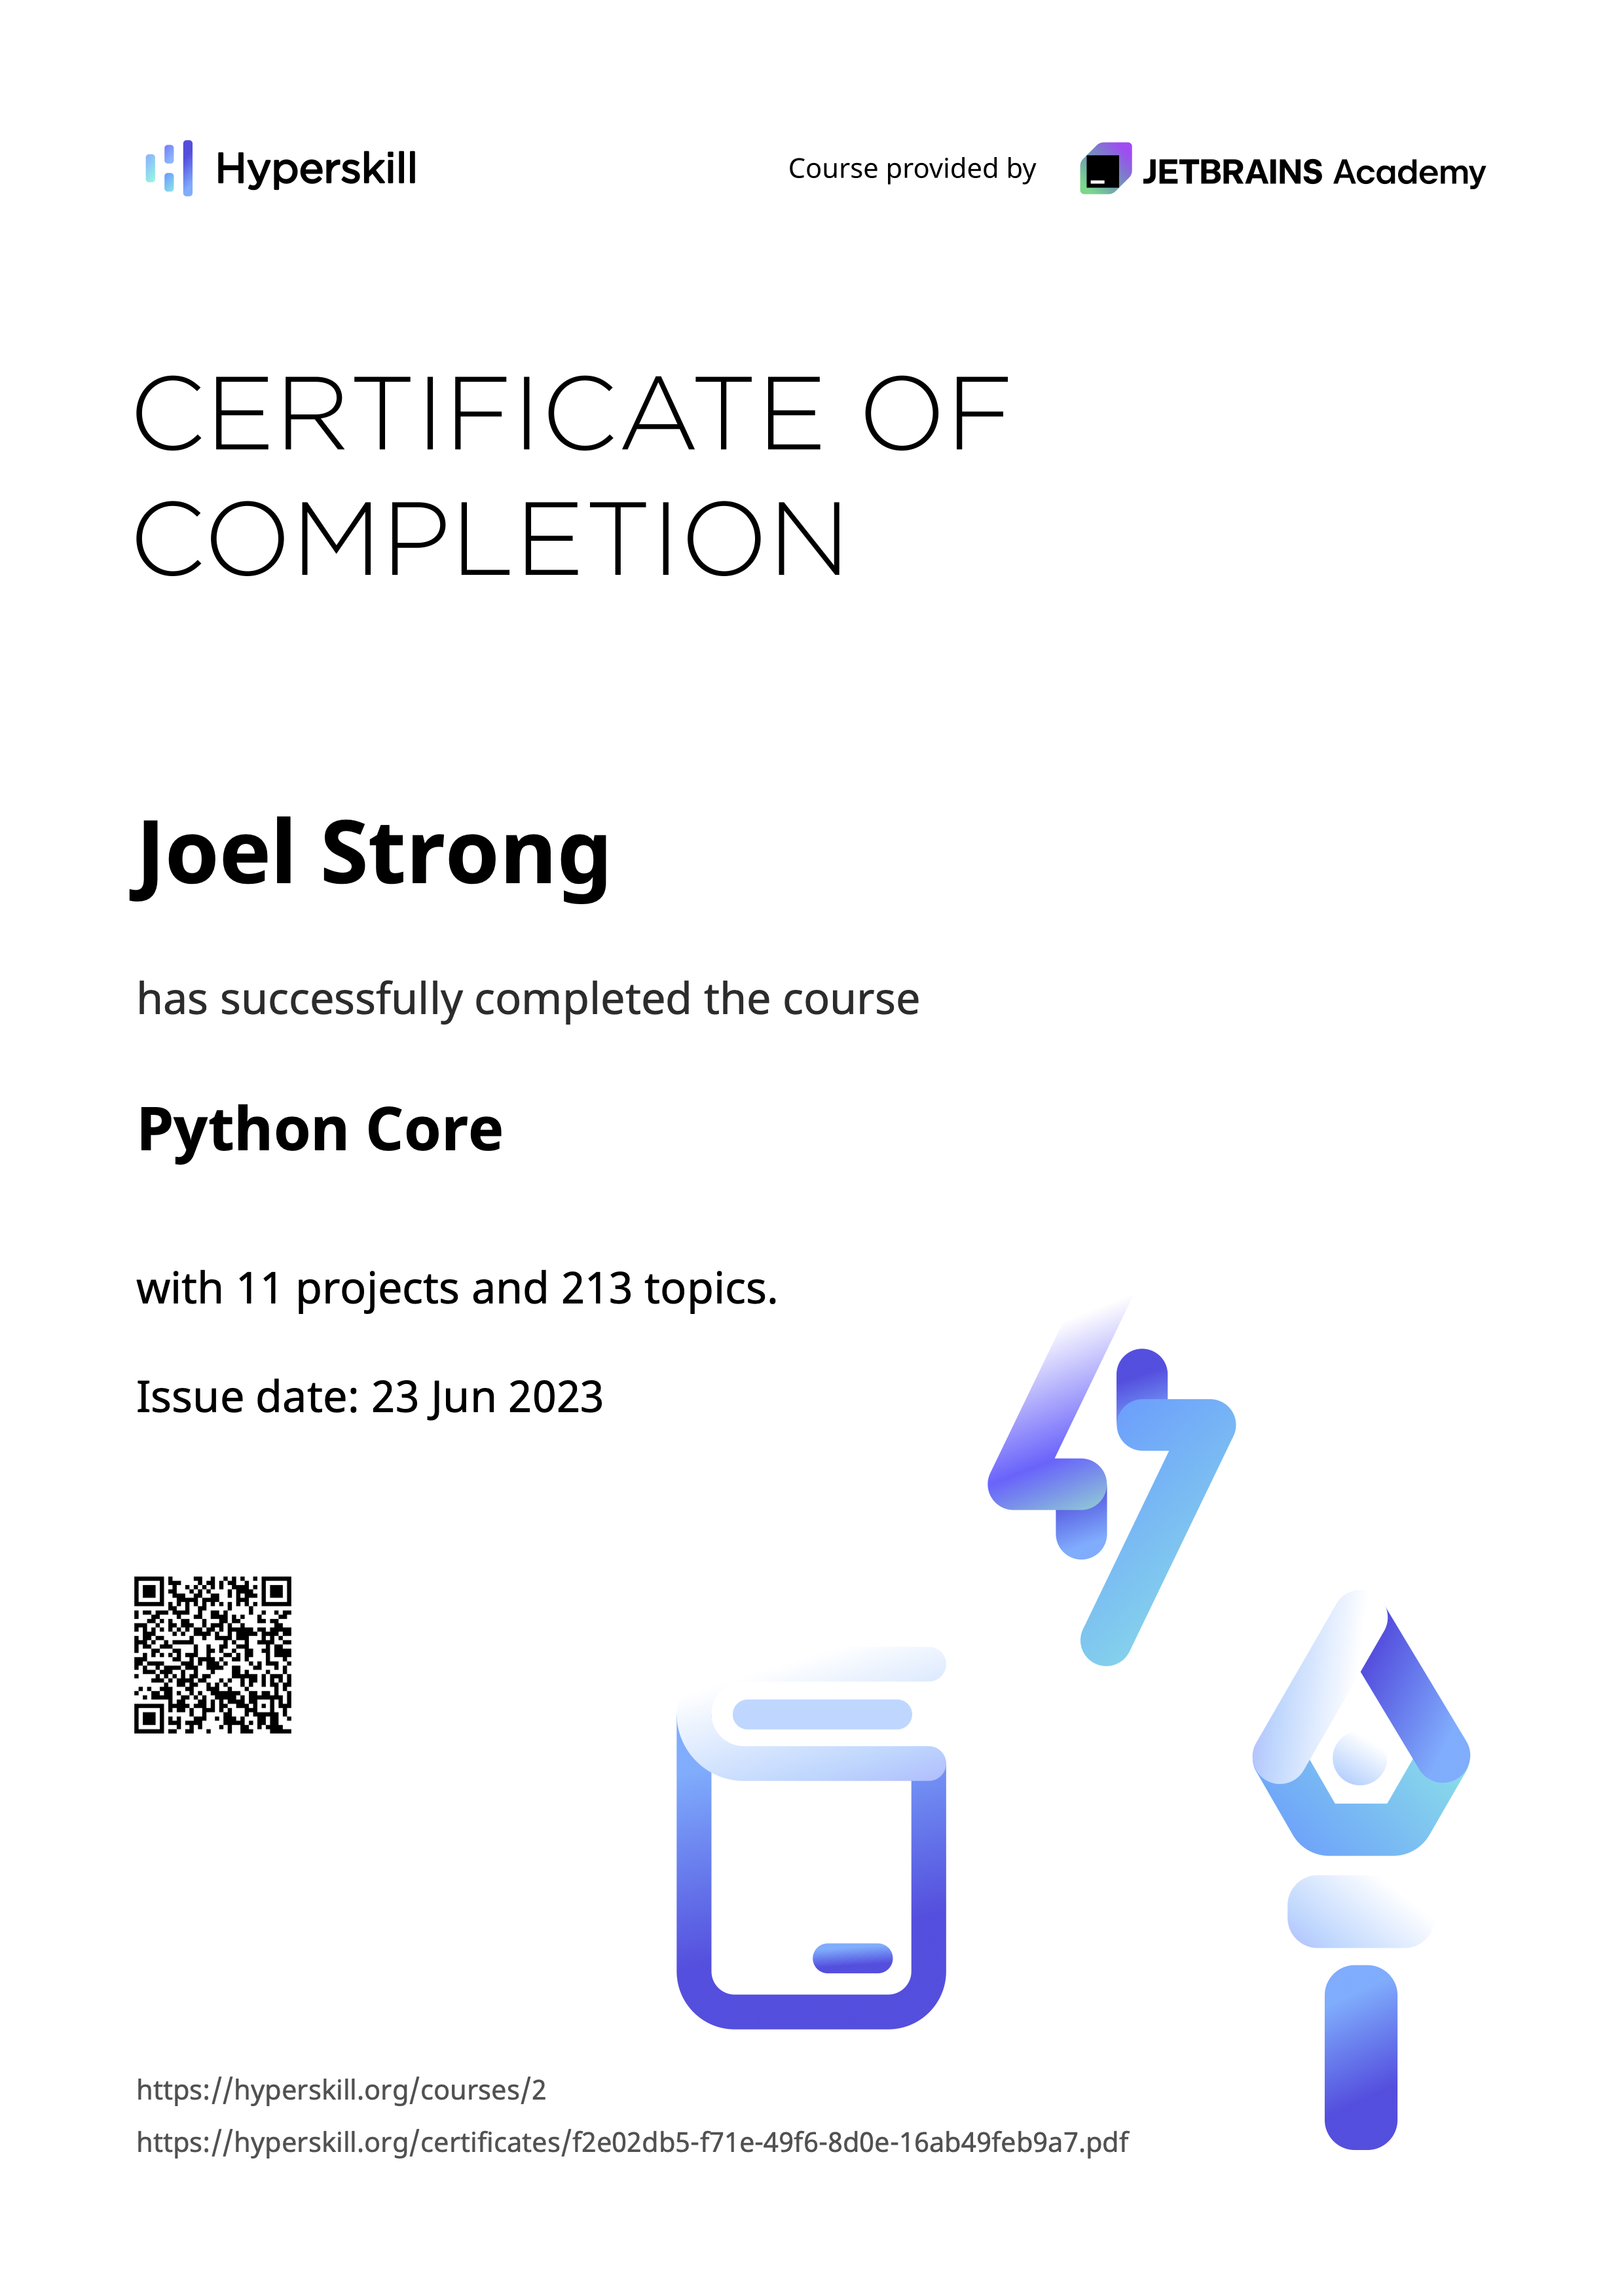 Hyperskill
Course provided by JETBRAINS Academy
CERTIFICATE OF
COMPLETION
Joel Strong
has successfully completed the course
Python Core
with 11 projects and 213 topics.
Issue date: 23 Jun 2023
https://hyperskill.org/courses/2
https://hyperskill.org/certificates/f2e02db5-f71e-49f6-8d0e-16ab49feb9a7.pdf